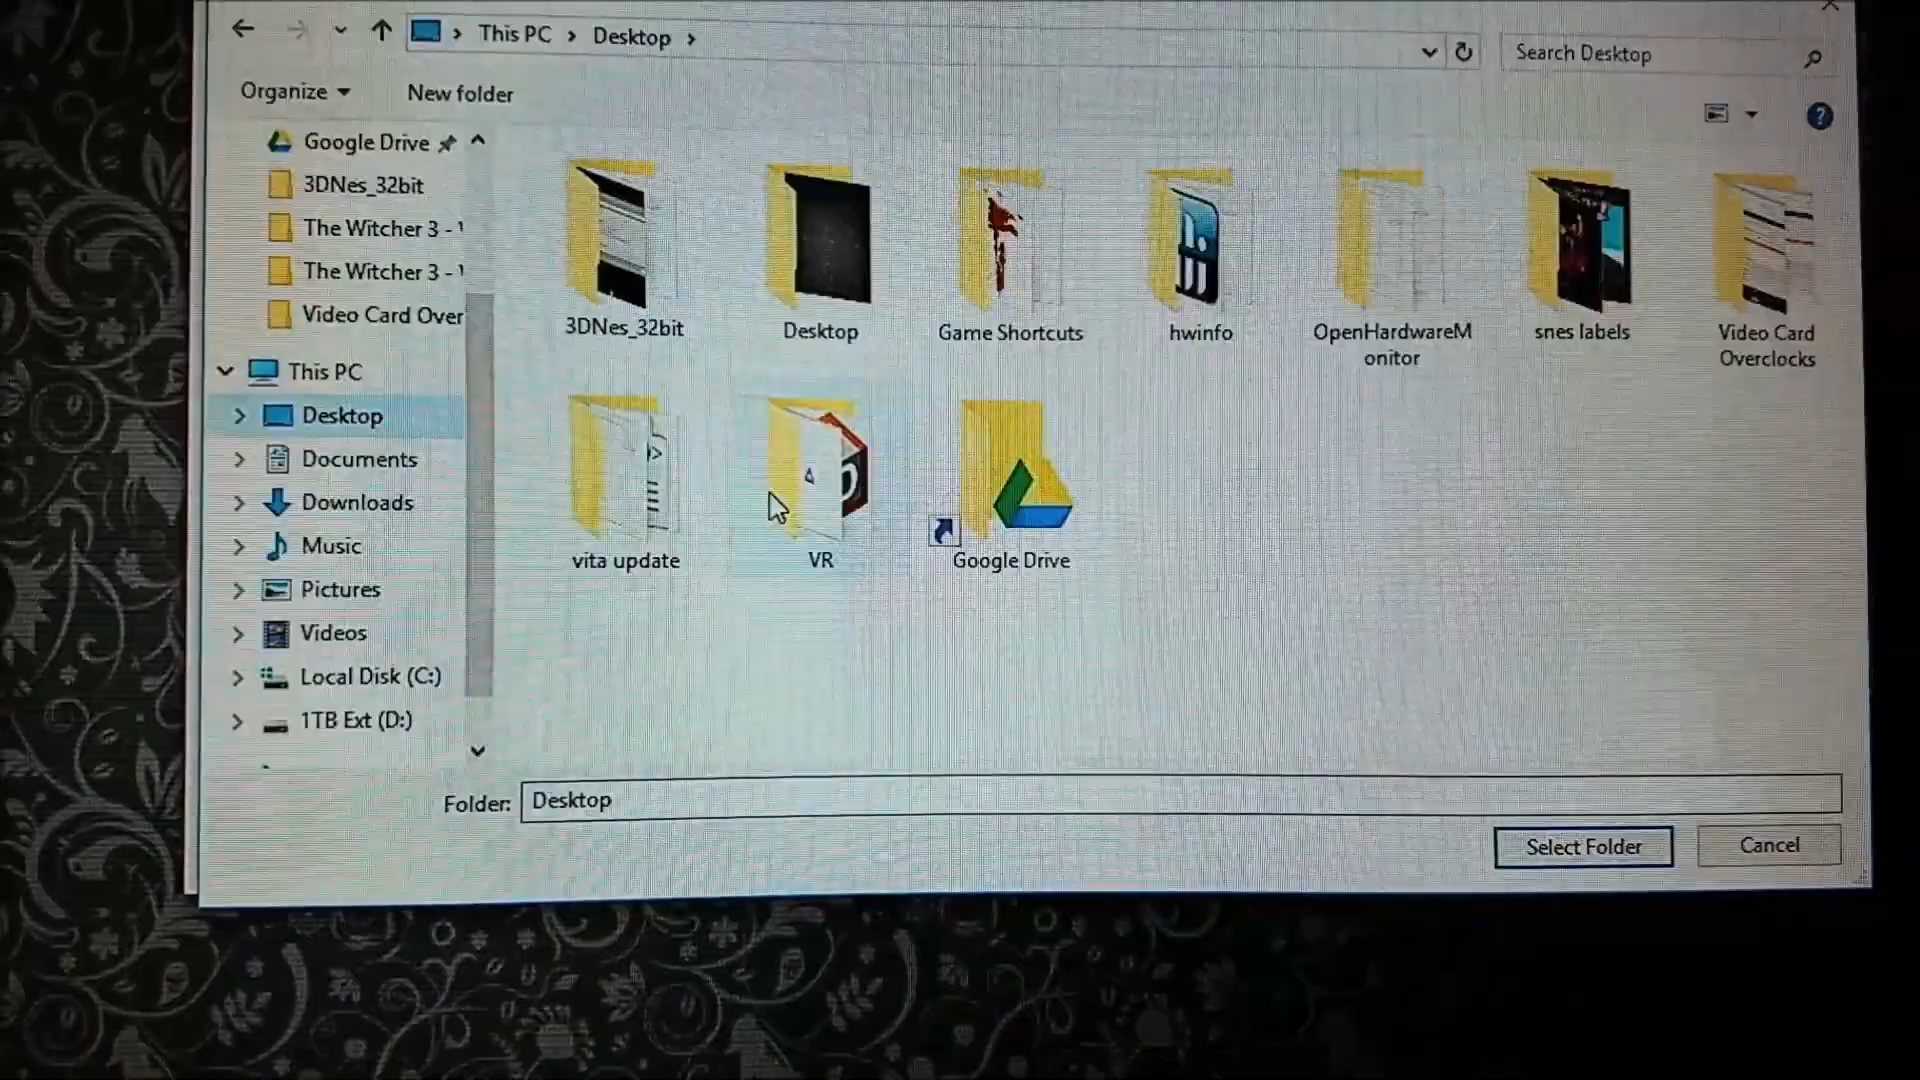 This PC > Desktop >
Search Desktop
Organize
New folder
Google Drive
3DNes_32bit
The Witcher 3 -
The Witcher 3 -
Video Card Over
This PC
Desktop
Documents
Downloads
Music
Pictures
Videos
Local Disk (C:)
1TB Ext (D:)
3DNes_32bit
Desktop
Game Shortcuts
hwinfo
OpenHardwareM
onitor
snes labels
Video Card
Overclocks
vita update
VR
Google Drive
Folder:
Desktop
Select Folder
Cancel